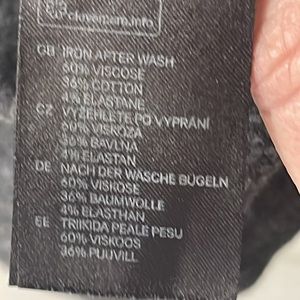 GB IRON AFTER WASH
60% VISCOSE
36% COTTON
4% ELASTANE
CZ VYŽEHLETE PO VYPRÁNÍ
60% VISKÓZA
36% BAVLNA
4% ELASTAN
DE NACH DER WÄSCHE BÜGELN
60% VISKOSE
36% BAUMWOLLE
4% ELASTHAN
EE TRIIKIDA PEALE PESU
60% VISKOOS
36% PUUVILL